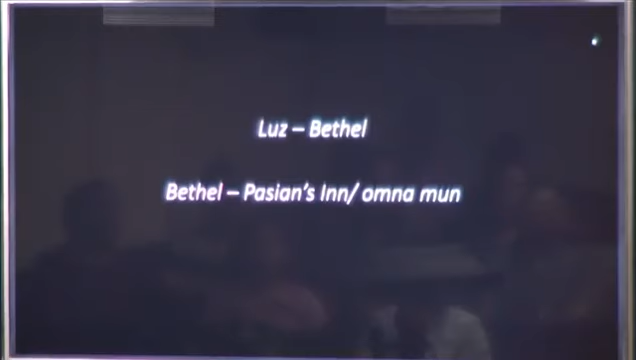 Luz – Bethel
Bethel – Pasian's Inn/ omna mun